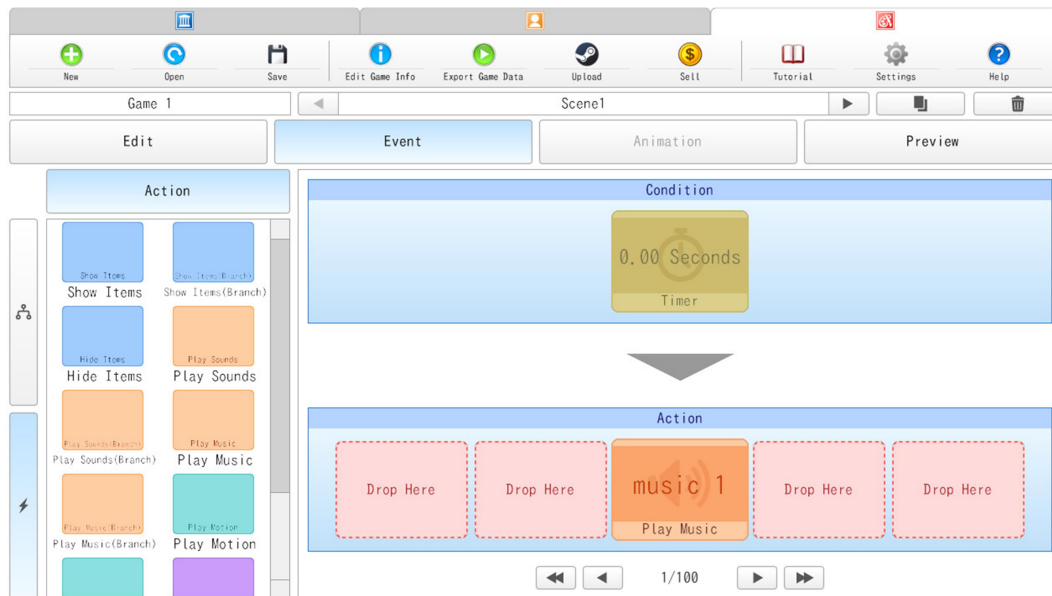 New
Open
Save
Edit Game Info
Export Game Data
Upload
Sell
Tutorial
Settings
Help
Game 1
Scene1
Edit
Event
Animation
Preview
Action
Show Items
Show Items
Show Items(Branch)
Show Items(Branch)
Hide Items
Hide Items
Play Sounds
Play Sounds
Play Sounds(Branch)
Play Sounds(Branch)
Play Music
Play Music
Play Music(Branch)
Play Music(Branch)
Play Motion
Play Motion
Condition
0.00 Seconds
Timer
Action
Drop Here
Drop Here
music 1
Play Music
Drop Here
Drop Here
1/100